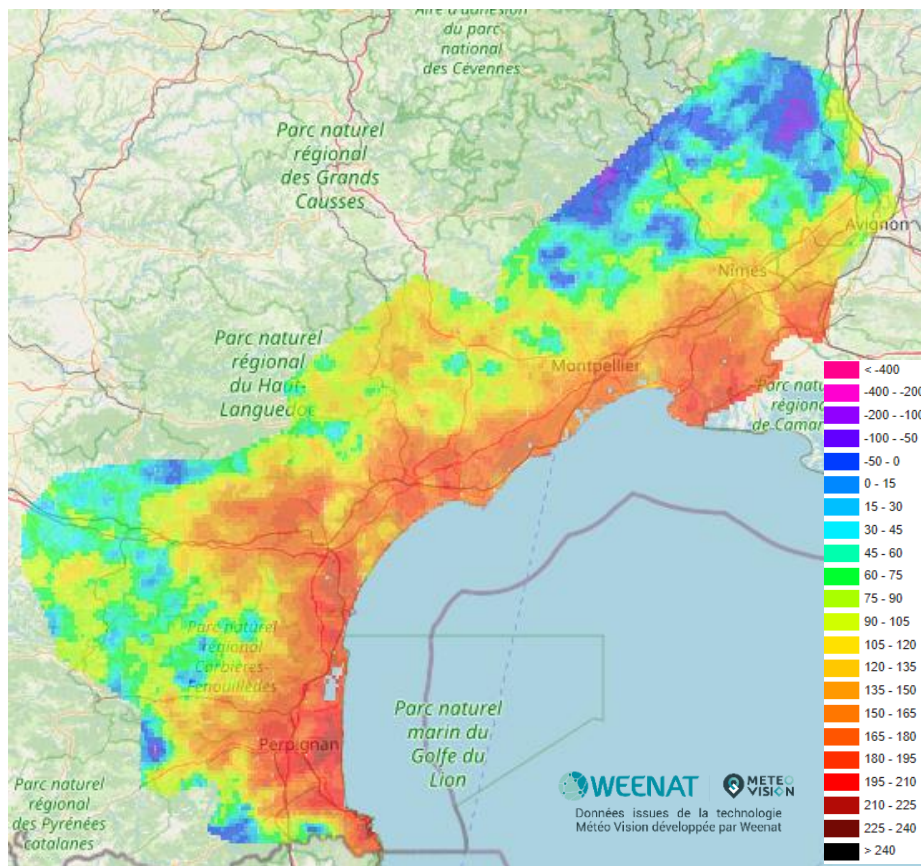 Aire d'adhésion
du parc
national
des Cévennes
Parc naturel
régional
des Grands
Causses
Avignon
Nîmes
Parc naturel
régional
du Haut-
Languedoc
Montpellier
Parc natu
régional
de Camar
< -400
-400 - -200
-200 - -100
-100 - -50
-50 - 0
0 - 15
15 - 30
30 - 45
45 - 60
60 - 75
75 - 90
90 - 105
105 - 120
120 - 135
135 - 150
150 - 165
165 - 180
180 - 195
195 - 210
210 - 225
225 - 240
> 240
Parc naturel
régional
Corbières-
Fenouillèdes
Perpignan
Parc naturel
marin du
Golfe du
Lion
Parc naturel
régional
des Pyrénées
catalanes
WEENAT
METEO
VISION
Données issues de la technologie
Météo Vision développée par Weenat